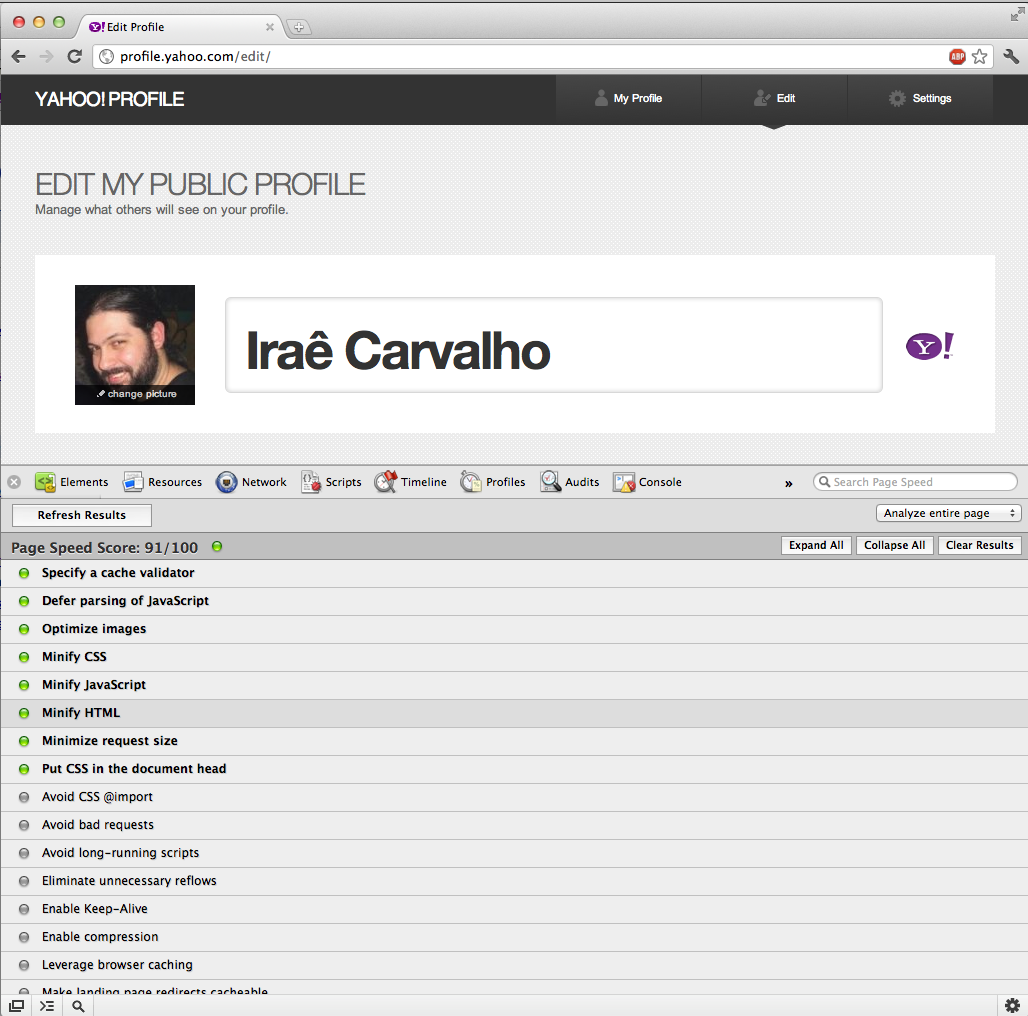 Y! Edit Profile
profile.yahoo.com/edit/
ABP
YAHOO! PROFILE
My Profile
Edit
Settings
EDIT MY PUBLIC PROFILE
Manage what others will see on your profile.
change picture
Iraê Carvalho
Y!
Elements Resources Network Scripts Timeline Profiles Audits Console » Search Page Speed
Refresh Results
Analyze entire page
Page Speed Score: 91/100
Expand All
Collapse All
Clear Results
Specify a cache validator
Defer parsing of JavaScript
Optimize images
Minify CSS
Minify JavaScript
Minify HTML
Minimize request size
Put CSS in the document head
Avoid CSS @import
Avoid bad requests
Avoid long-running scripts
Eliminate unnecessary reflows
Enable Keep-Alive
Enable compression
Leverage browser caching
Make landing page redirects cacheable